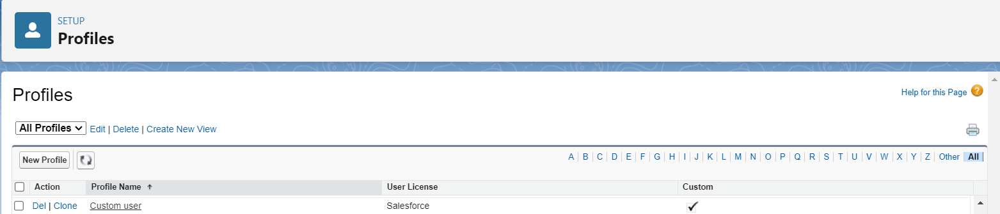 SETUP
Profiles
Profiles
Help for this Page ?
All Profiles Edit | Delete | Create New View
New Profile A | B | C | D | E | F | G | H | I | J | K | L | M | N | O | P | Q | R | S | T | U | V | W | X | Y | Z | Other | All
Action Profile Name ↑ User License Custom
Del | Clone Custom user Salesforce ✓